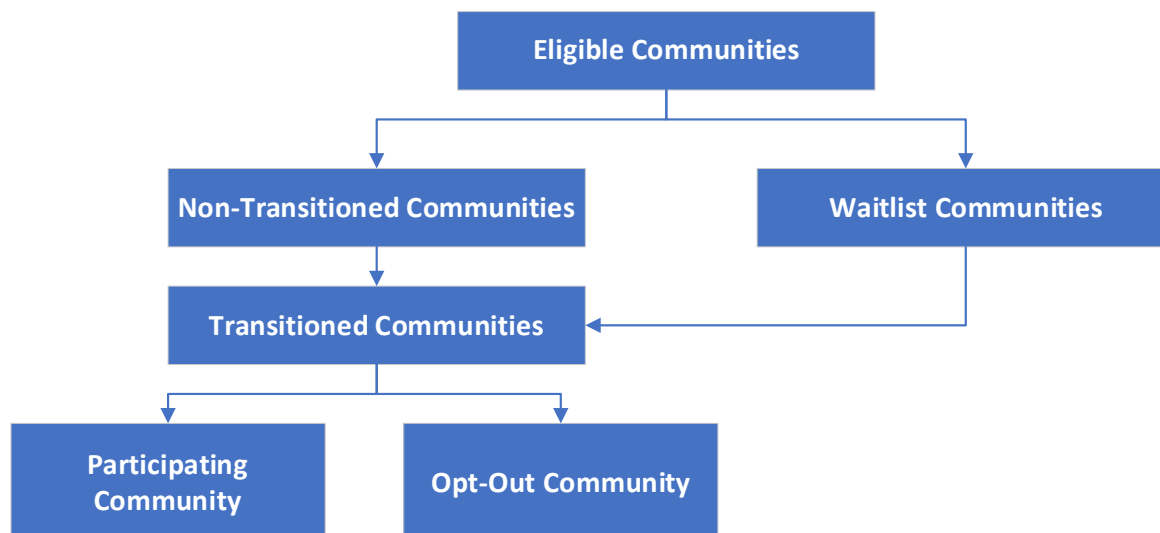 Eligible Communities
Non-Transitioned Communities
Waitlist Communities
Transitioned Communities
Participating
Community
Opt-Out Community